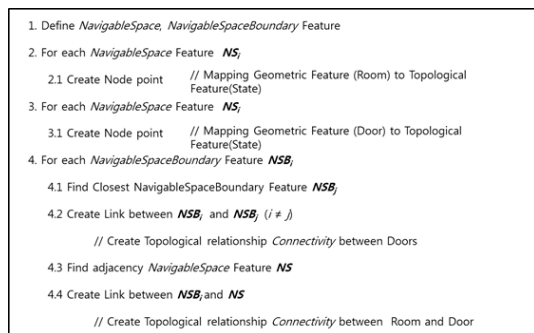 1. Define NavigableSpace, NavigableSpaceBoundary Feature
2. For each NavigableSpace Feature NSi
2.1 Create Node point // Mapping Geometric Feature (Room) to Topological
Feature(State)
3. For each NavigableSpace Feature NSi
3.1 Create Node point // Mapping Geometric Feature (Door) to Topological
Feature(State)
4. For each NavigableSpaceBoundary Feature NSBi
4.1 Find Closest NavigableSpaceBoundary Feature NSBj
4.2 Create Link between NSBi and NSBj (i ≠ j)
// Create Topological relationship Connectivity between Doors
4.3 Find adjacency NavigableSpace Feature NS
4.4 Create Link between NSBi and NS
// Create Topological relationship Connectivity between Room and Door